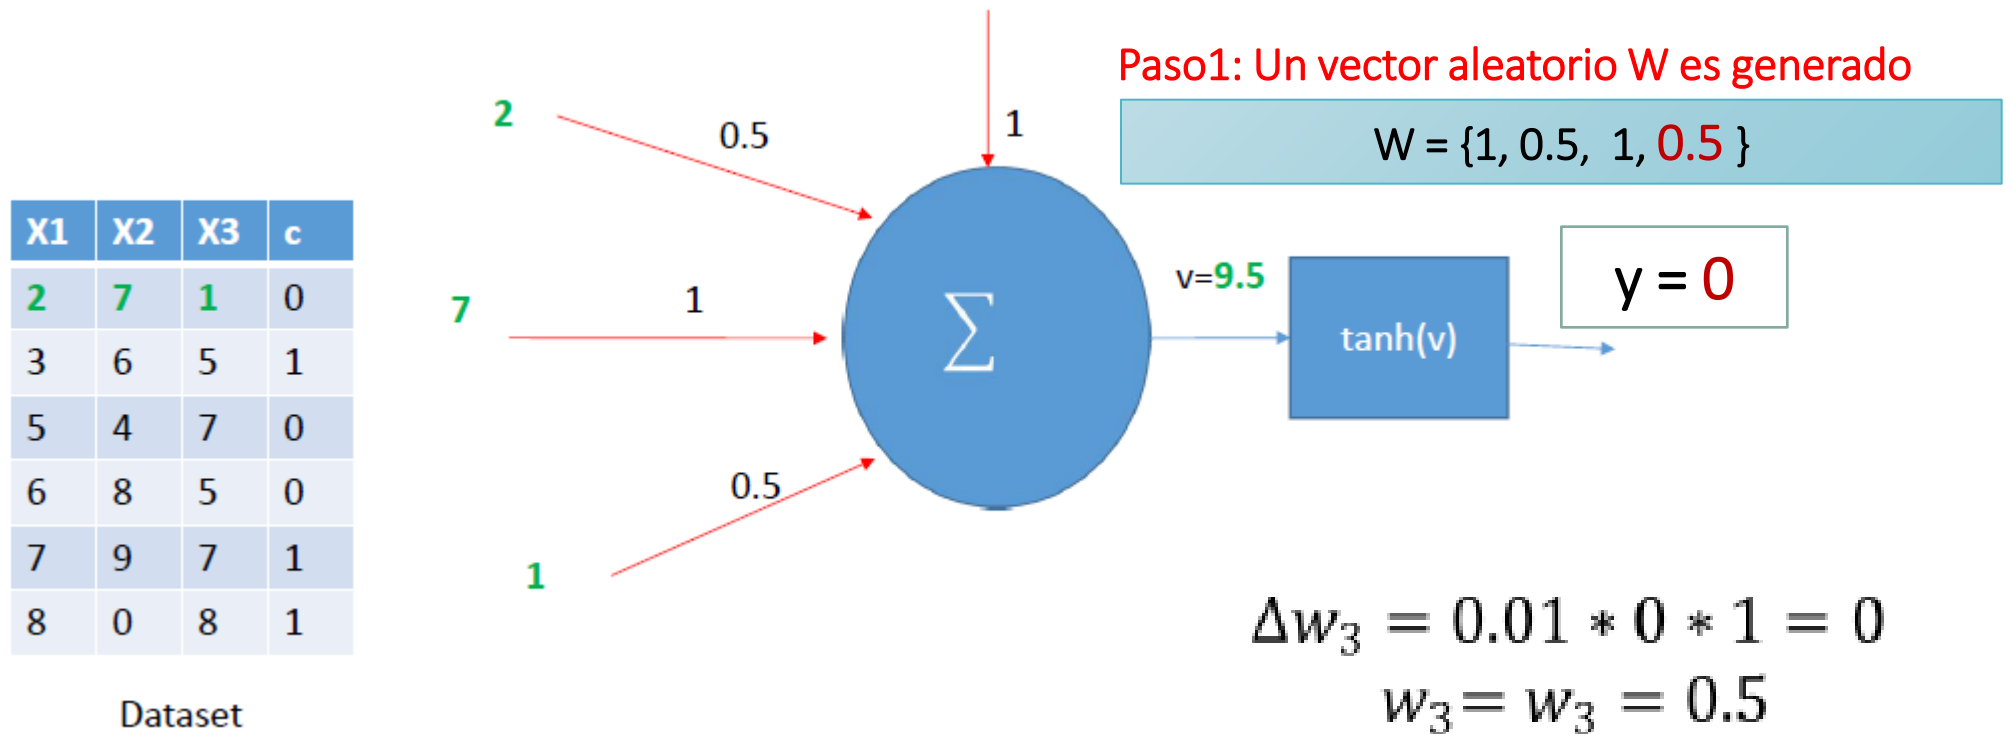 Paso1: Un vector aleatorio W es generado
W = {1, 0.5, 1, 0.5 }
X1 X2 X3 c
2 7 1 0
3 6 5 1
5 4 7 0
6 8 5 0
7 9 7 1
8 0 8 1
Dataset
2
0.5
1
7
1
1
0.5
∑
v=9.5
tanh(v)
y = 0
Δw₃ = 0.01 * 0 * 1 = 0
w₃= w₃ = 0.5